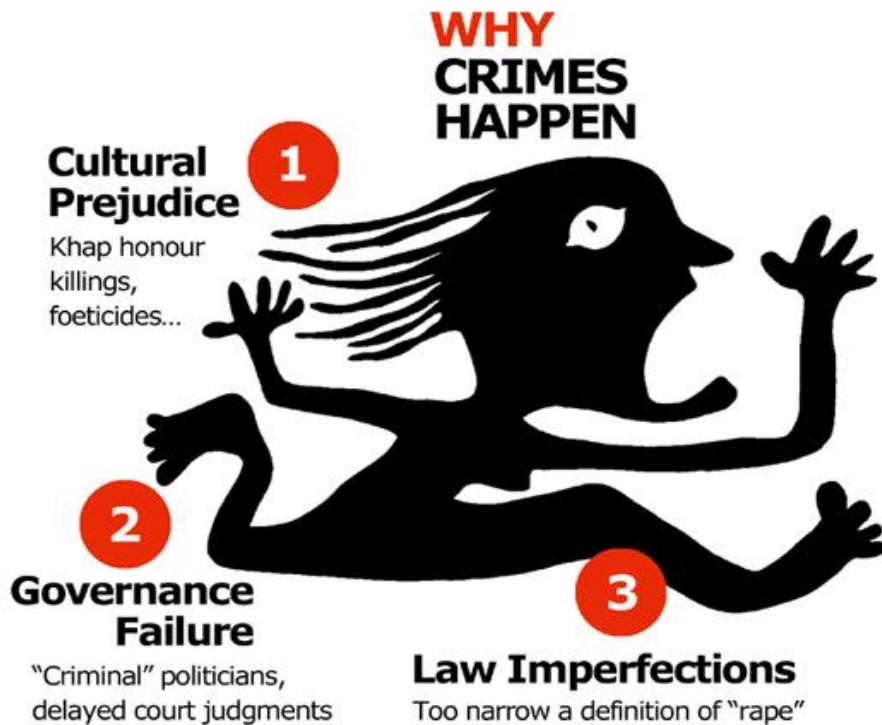 WHY
CRIMES
HAPPEN
1
Cultural
Prejudice
Khap honour
killings,
foeticides...
2
Governance
Failure
“Criminal” politicians,
delayed court judgments
3
Law Imperfections
Too narrow a definition of “rape”